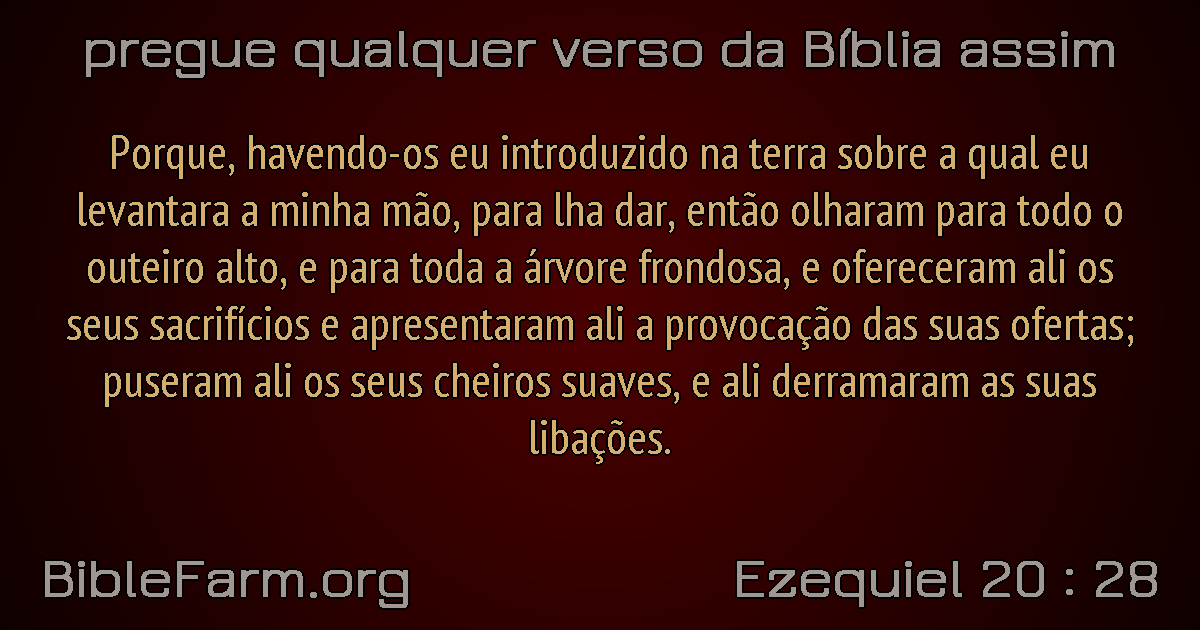 pregue qualquer verso da Bíblia assim
Porque, havendo-os eu introduzido na terra sobre a qual eu
levantara a minha mão, para lha dar, então olharam para todo o
outeiro alto, e para toda a árvore frondosa, e ofereceram ali os
seus sacrifícios e apresentaram ali a provocação das suas ofertas;
puseram ali os seus cheiros suaves, e ali derramaram as suas
libações.
BibleFarm.org
Ezequiel 20 : 28